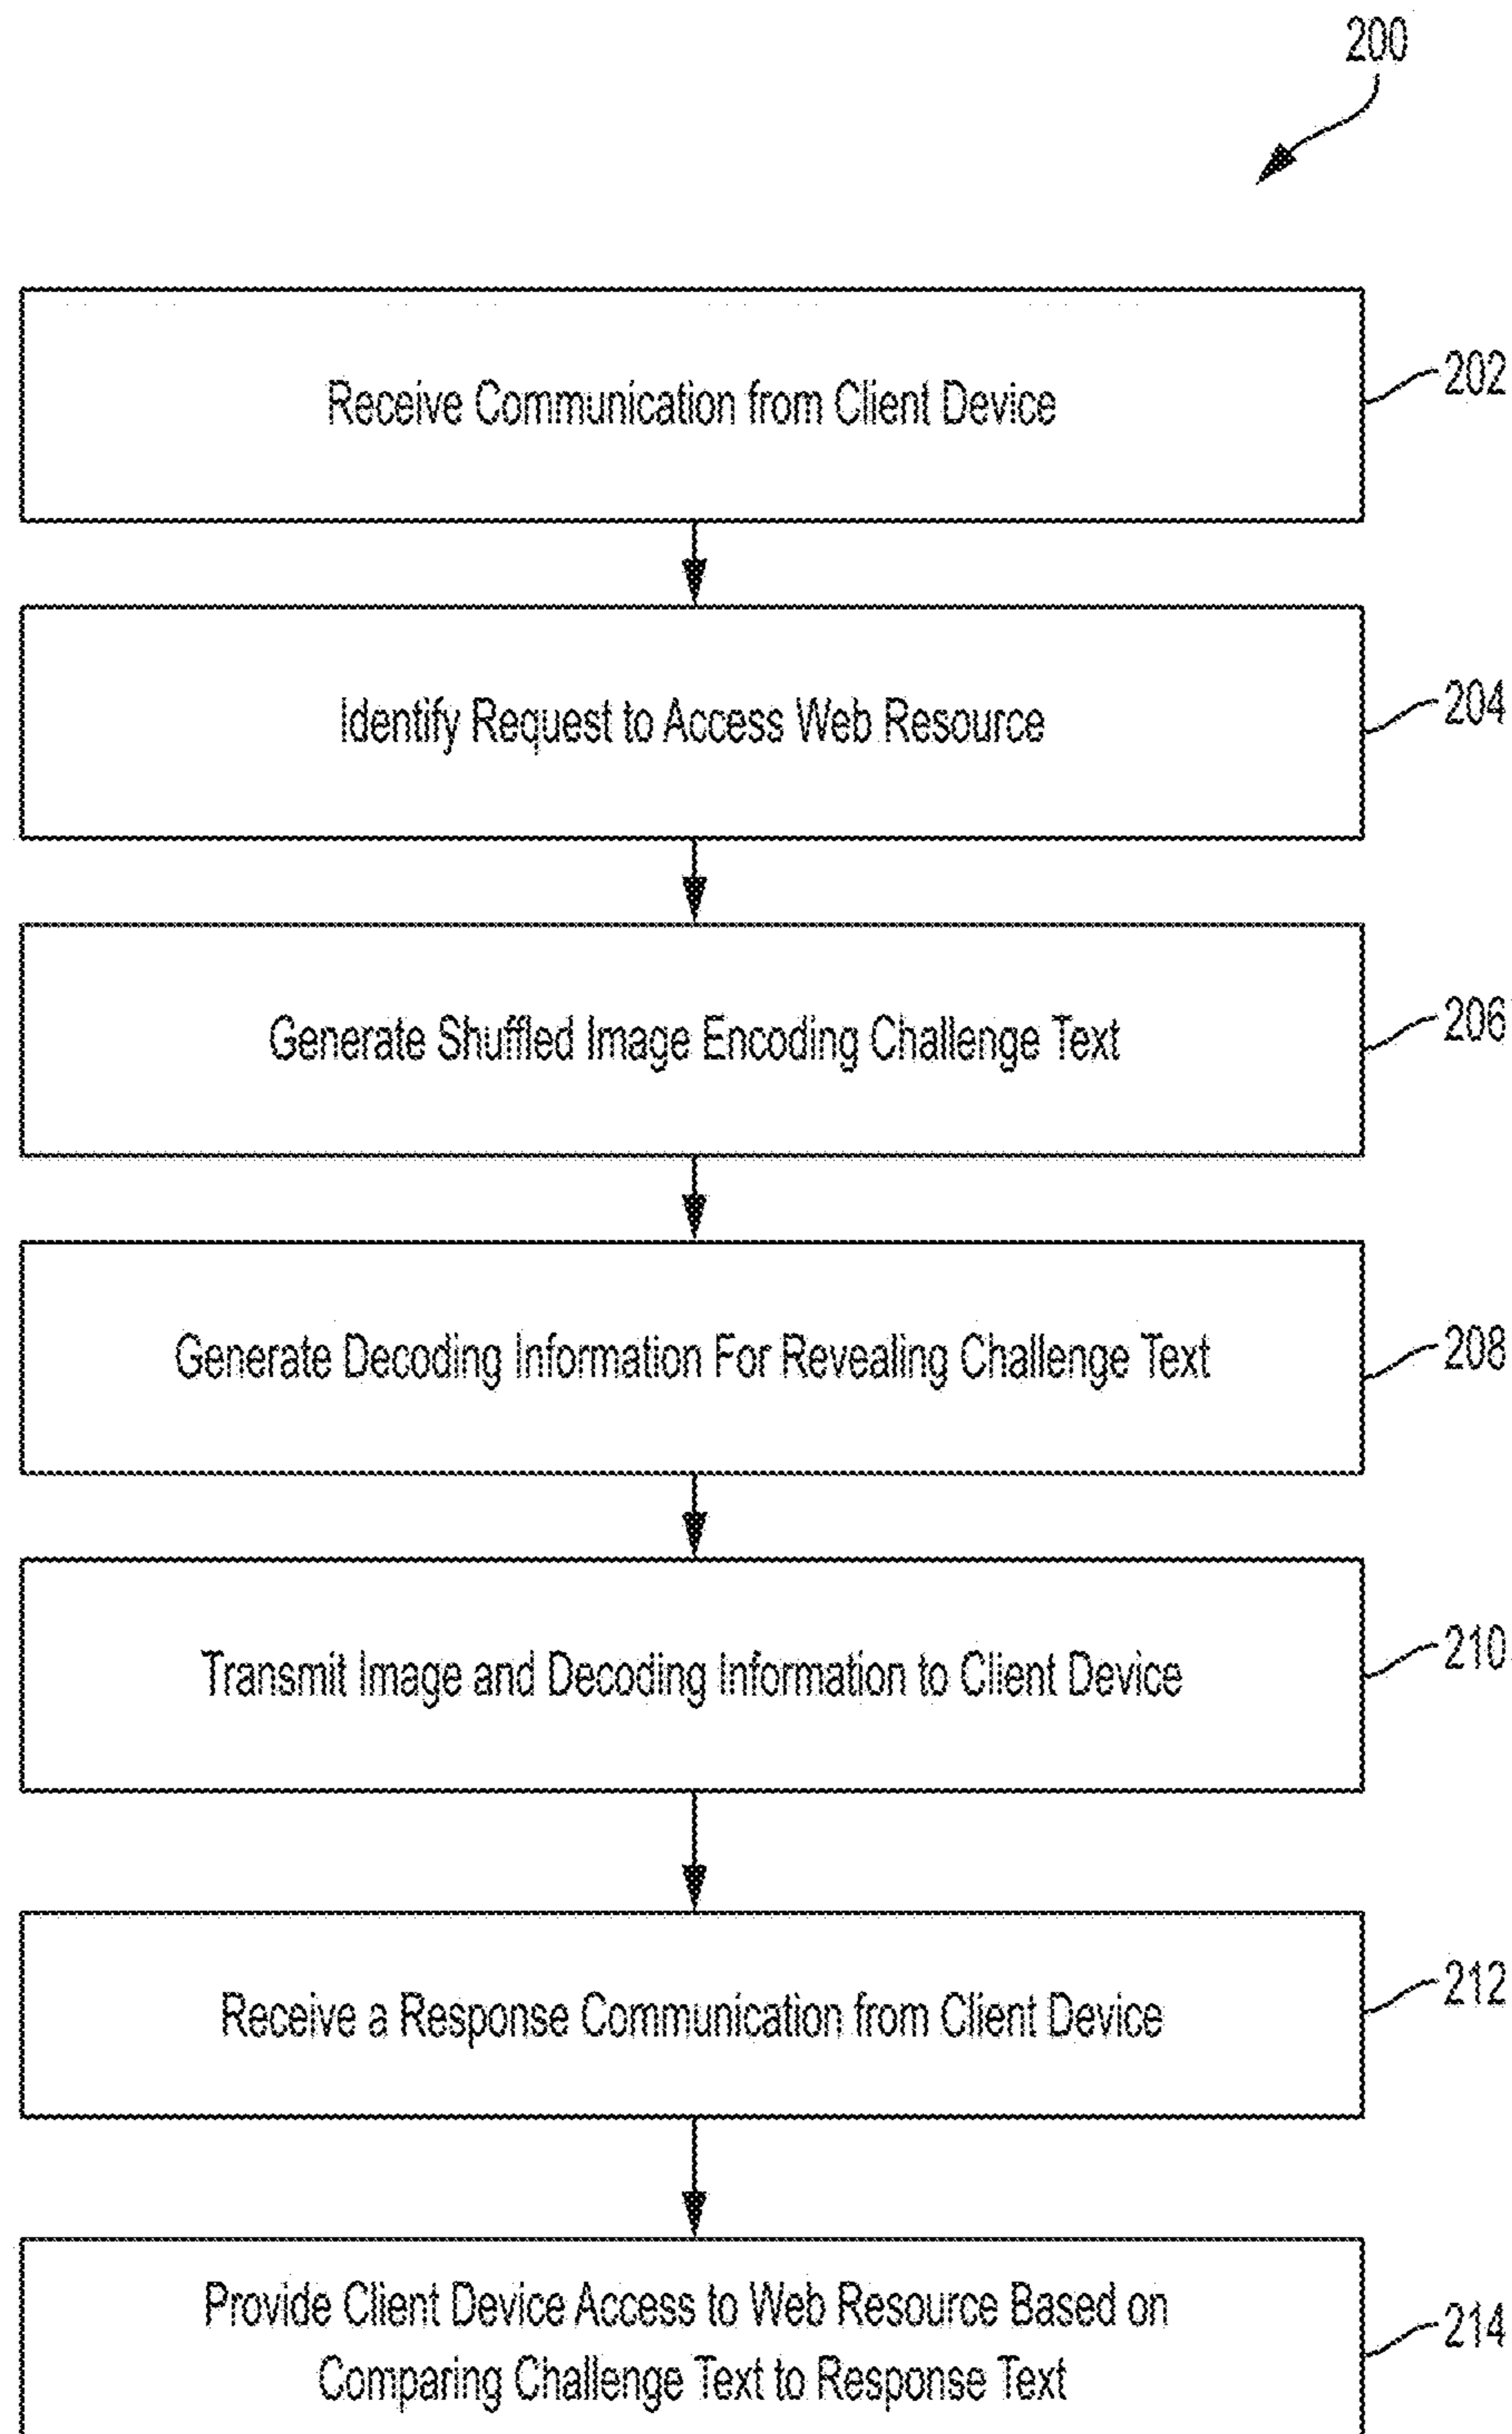 200
Receive Communication from Client Device
202
Identify Request to Access Web Resource
204
Generate Shuffled Image Encoding Challenge Text
206
Generate Decoding Information For Revealing Challenge Text
208
Transmit Image and Decoding Information to Client Device
210
Receive a Response Communication from Client Device
212
Provide Client Device Access to Web Resource Based on
Comparing Challenge Text to Response Text
214